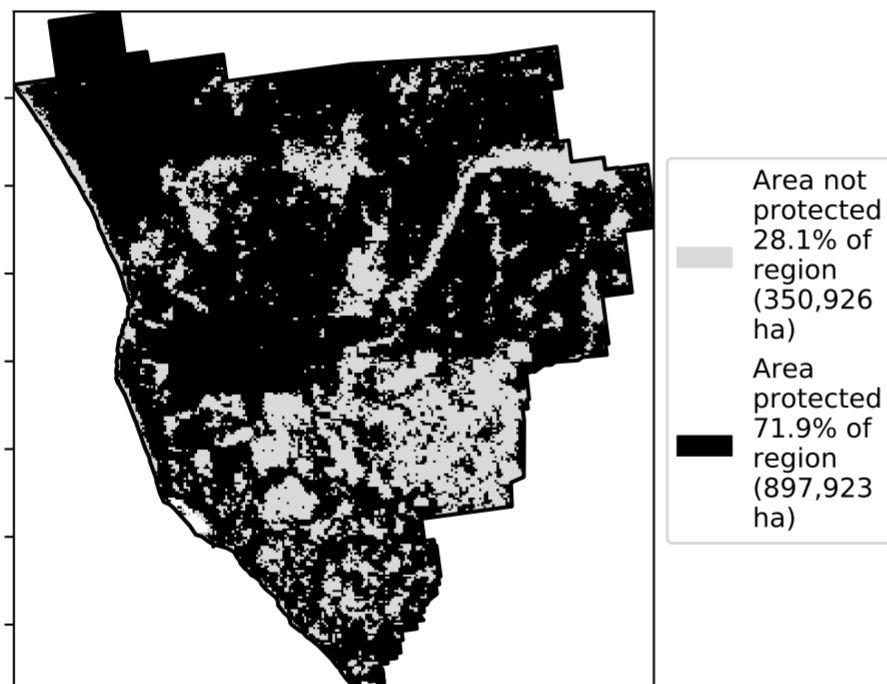 Area not
protected
28.1% of
region
(350,926
ha)
Area
protected
71.9% of
region
(897,923
ha)